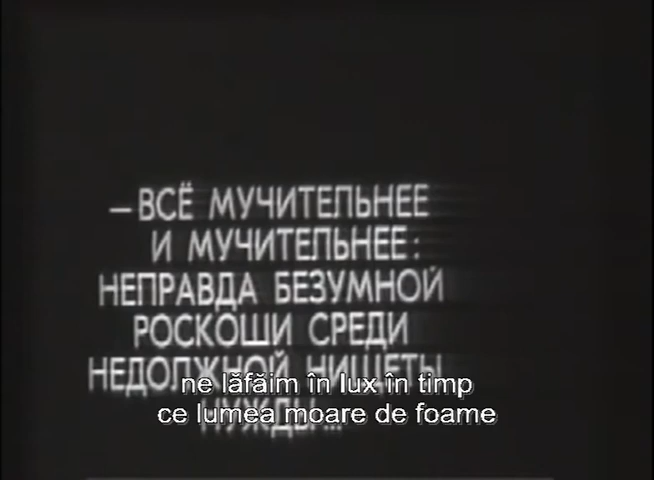 –ВСЁ МУЧИТЕЛЬНЕЕ
И МУЧИТЕЛЬНЕЕ:
НЕПРАВДА БЕЗУМНОЙ
РОСКОШИ СРЕДИ
НЕДОЛЖНОЙ НИЩЕТЫ
НУЖДЫ...
ne lăfăim în lux în timp
ce lumea moare de foame